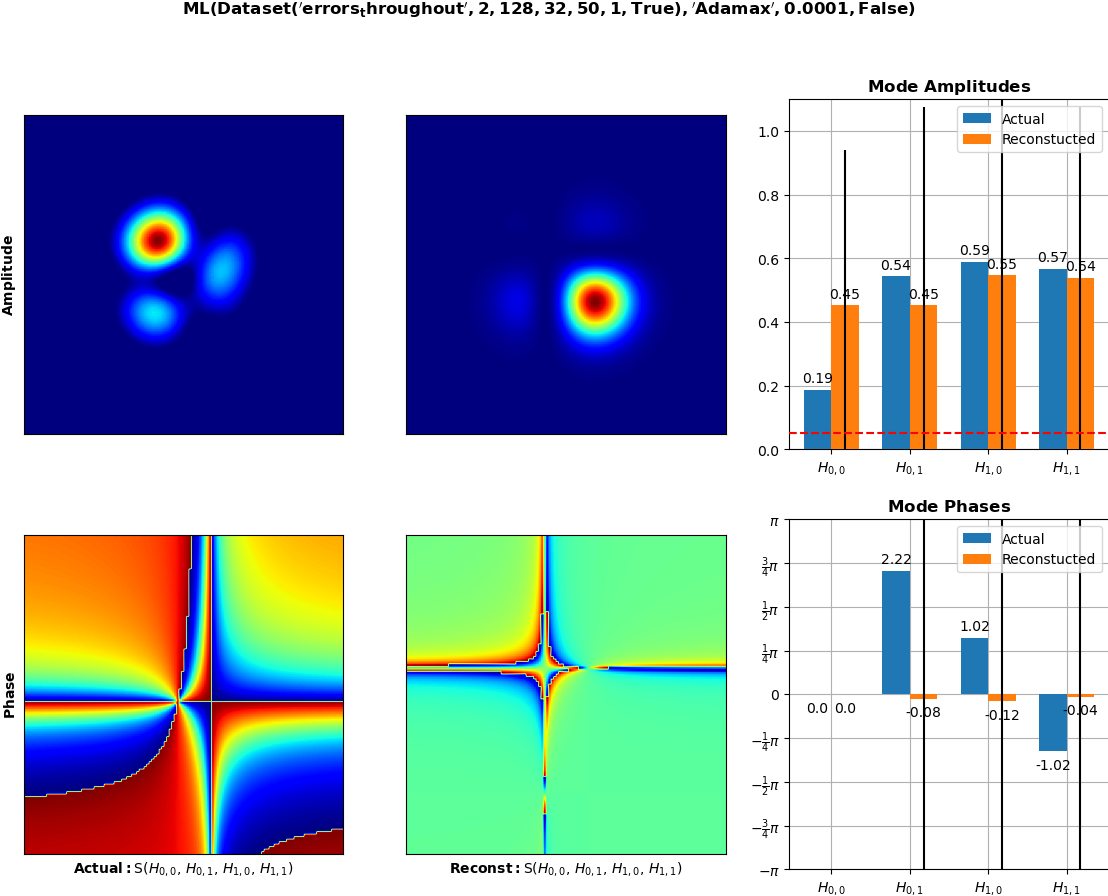 ML(Dataset('errors_throughout', 2, 128, 32, 50, 1, True), 'Adamax', 0.0001, False)
Mode Amplitudes
Amplitude
Actual
Reconstucted
1.0
0.8
0.6
0.4
0.2
0.0
0.19
0.45
0.54
0.45
0.59
0.55
0.57
0.54
H0,0
H0,1
H1,0
H1,1
Mode Phases
Phase
Actual
Reconstucted
π
3/4π
1/2π
1/4π
0
−1/4π
−1/2π
−3/4π
−π
0.0
0.0
2.22
-0.08
1.02
-0.12
-1.02
-0.04
H0,0
H0,1
H1,0
H1,1
Actual: S(H0,0, H0,1, H1,0, H1,1)
Reconst: S(H0,0, H0,1, H1,0, H1,1)